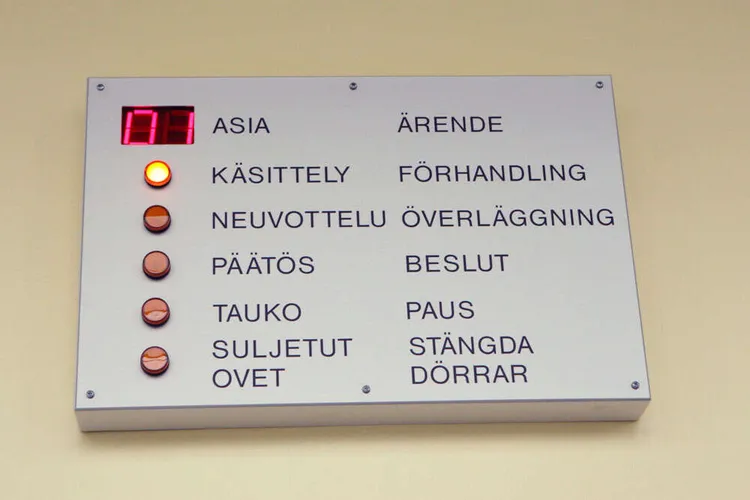 01 ASIA ÄRENDE
KÄSITTELY FÖRHANDLING
NEUVOTTELU ÖVERLÄGGNING
PÄÄTÖS BESLUT
TAUKO PAUS
SULJETUT STÄNGDA
OVET DÖRRAR